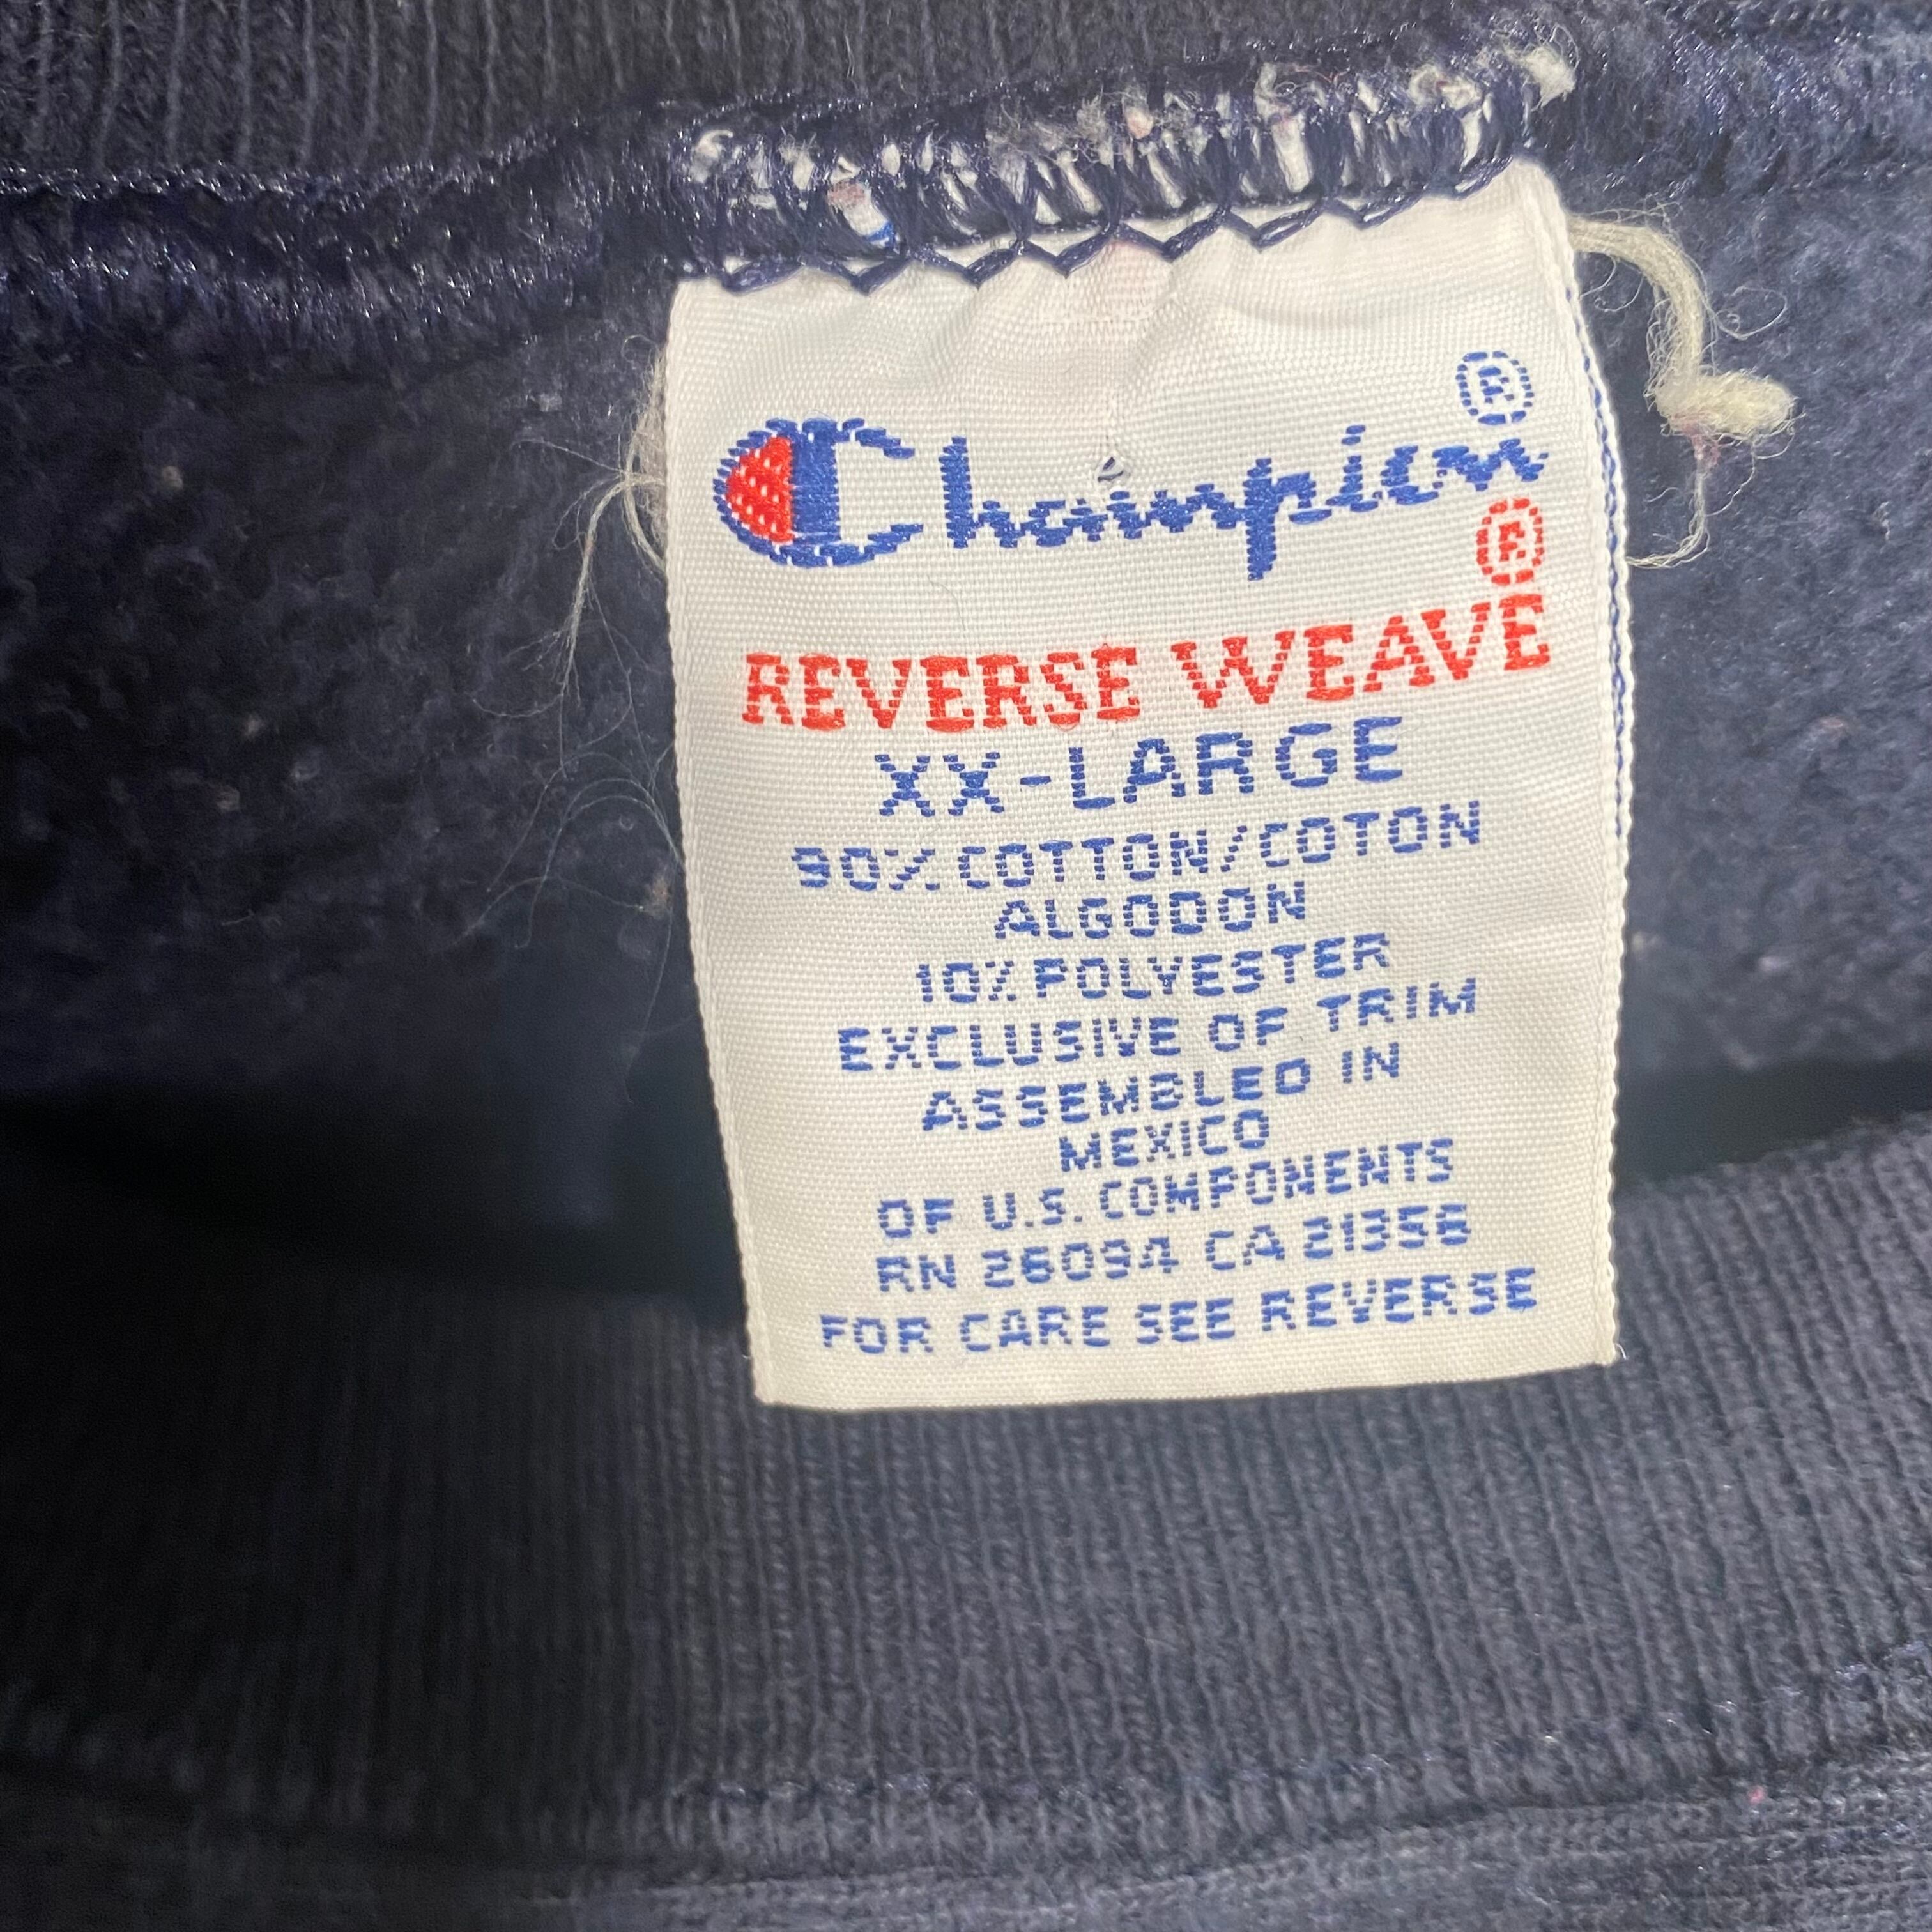 Champion ®
®
REVERSE WEAVE
XX-LARGE
90% COTTON/COTON
ALGODON
10% POLYESTER
EXCLUSIVE OF TRIM
ASSEMBLED IN
MEXICO
OF U.S. COMPONENTS
RN 26094 CA 21358
FOR CARE SEE REVERSE